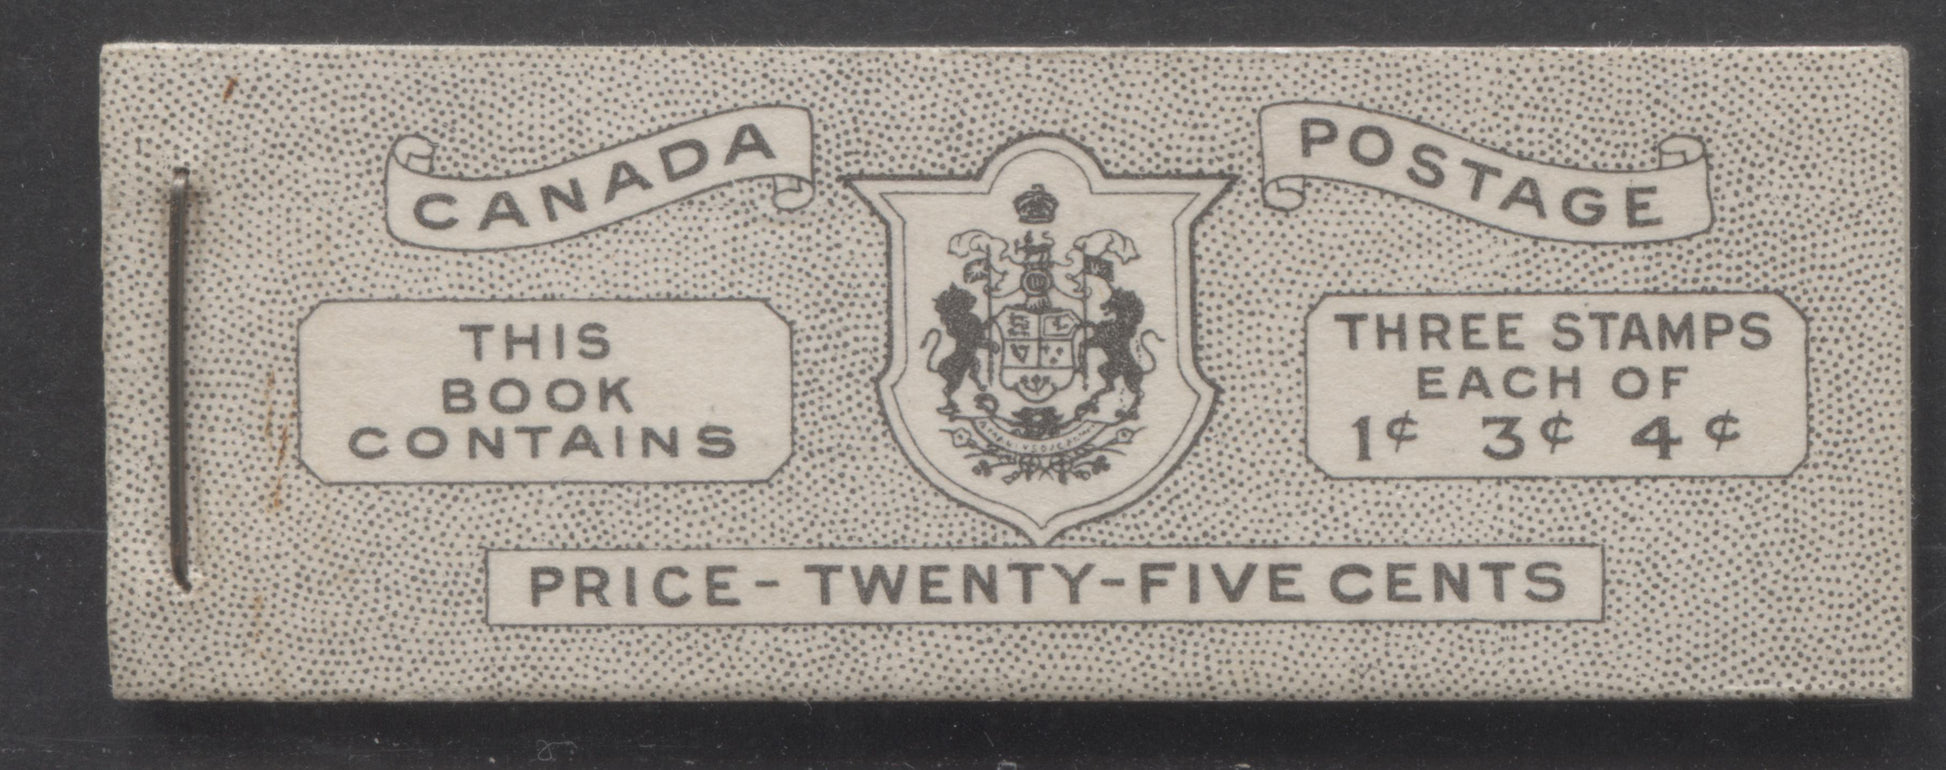 CANADA
POSTAGE
THIS
BOOK
CONTAINS
THREE STAMPS
EACH OF
1¢ 3¢ 4¢
PRICE-TWENTY-FIVE CENTS